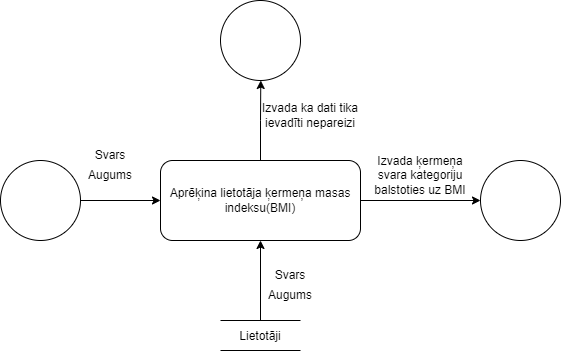 Izvada ka dati tika
ievadīti nepareizi
Svars
Augums
Aprēķina lietotāja ķermeņa masas
indeksu(BMI)
Izvada ķermeņa
svara kategoriju
balstoties uz BMI
Svars
Augums
Lietotāji